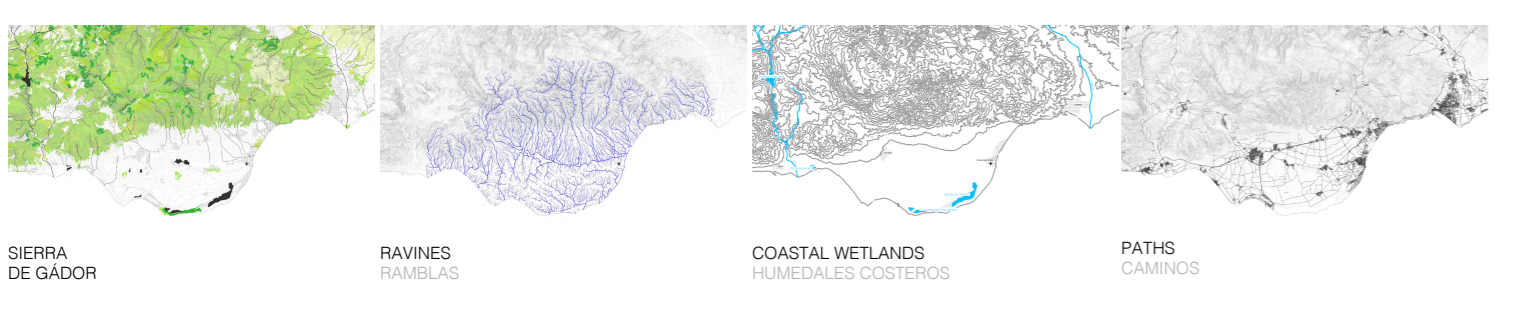 SIERRA
DE GÁDOR
RAVINES
RAMBLAS
COASTAL WETLANDS
HUMEDALES COSTEROS
PATHS
CAMINOS